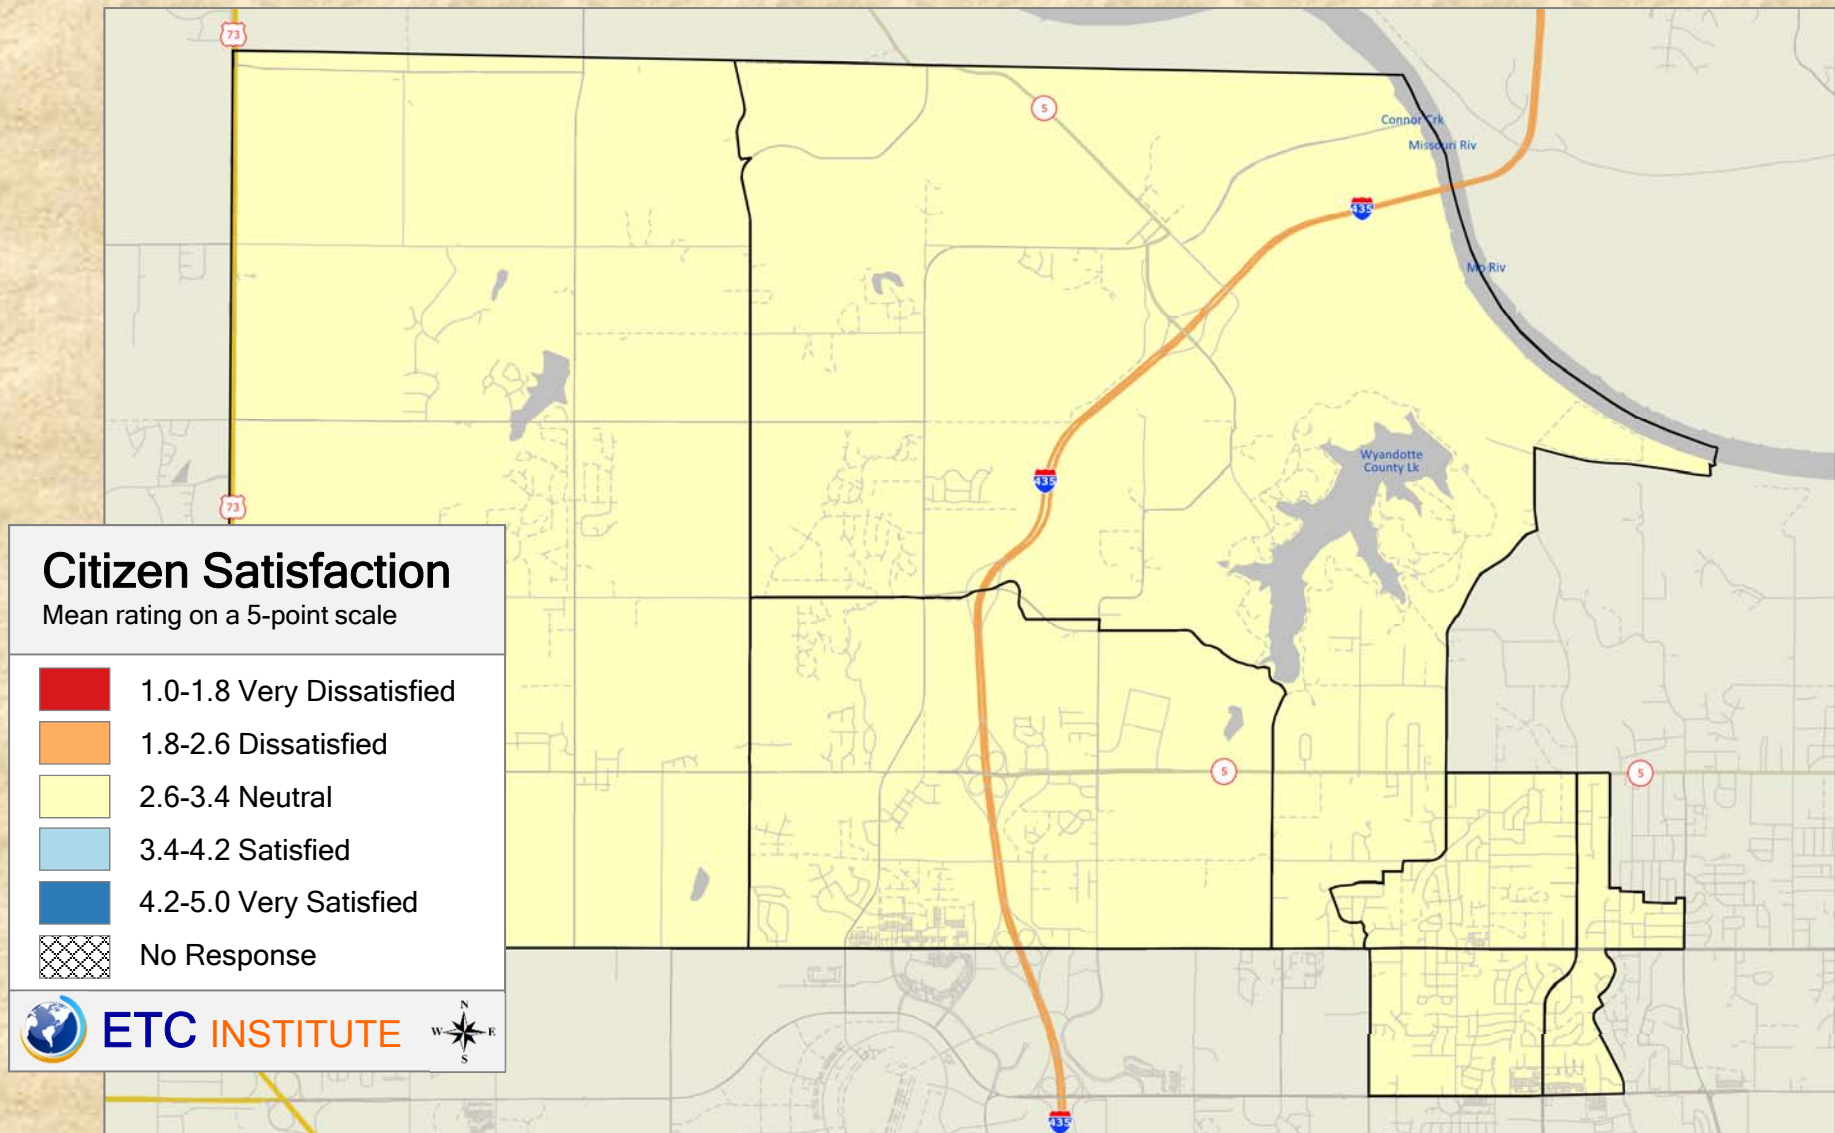 73
5
Connor Crk
Missouri Riv
435
Mo Riv
Wyandotte
County Lk
435
73
Citizen Satisfaction
Mean rating on a 5-point scale
1.0-1.8 Very Dissatisfied
1.8-2.6 Dissatisfied
2.6-3.4 Neutral
3.4-4.2 Satisfied
4.2-5.0 Very Satisfied
No Response
5
5
ETC INSTITUTE
N
W E
S
435